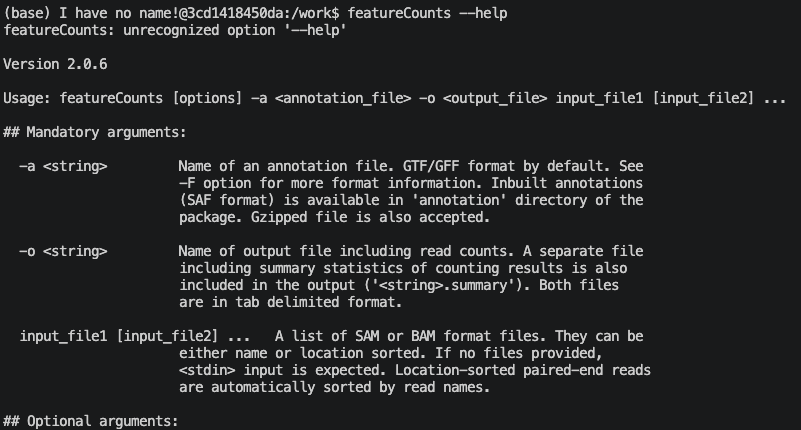 (base) I have no name!@3cd1418450da:/work$ featureCounts --help
featureCounts: unrecognized option '--help'

Version 2.0.6

Usage: featureCounts [options] -a <annotation_file> -o <output_file> input_file1 [input_file2] ...

## Mandatory arguments:

  -a <string>         Name of an annotation file. GTF/GFF format by default. See
                      -F option for more format information. Inbuilt annotations
                      (SAF format) is available in 'annotation' directory of the
                      package. Gzipped file is also accepted.

  -o <string>         Name of output file including read counts. A separate file
                      including summary statistics of counting results is also
                      included in the output ('<string>.summary'). Both files
                      are in tab delimited format.

  input_file1 [input_file2] ...   A list of SAM or BAM format files. They can be
                      either name or location sorted. If no files provided,
                      <stdin> input is expected. Location-sorted paired-end reads
                      are automatically sorted by read names.

## Optional arguments: